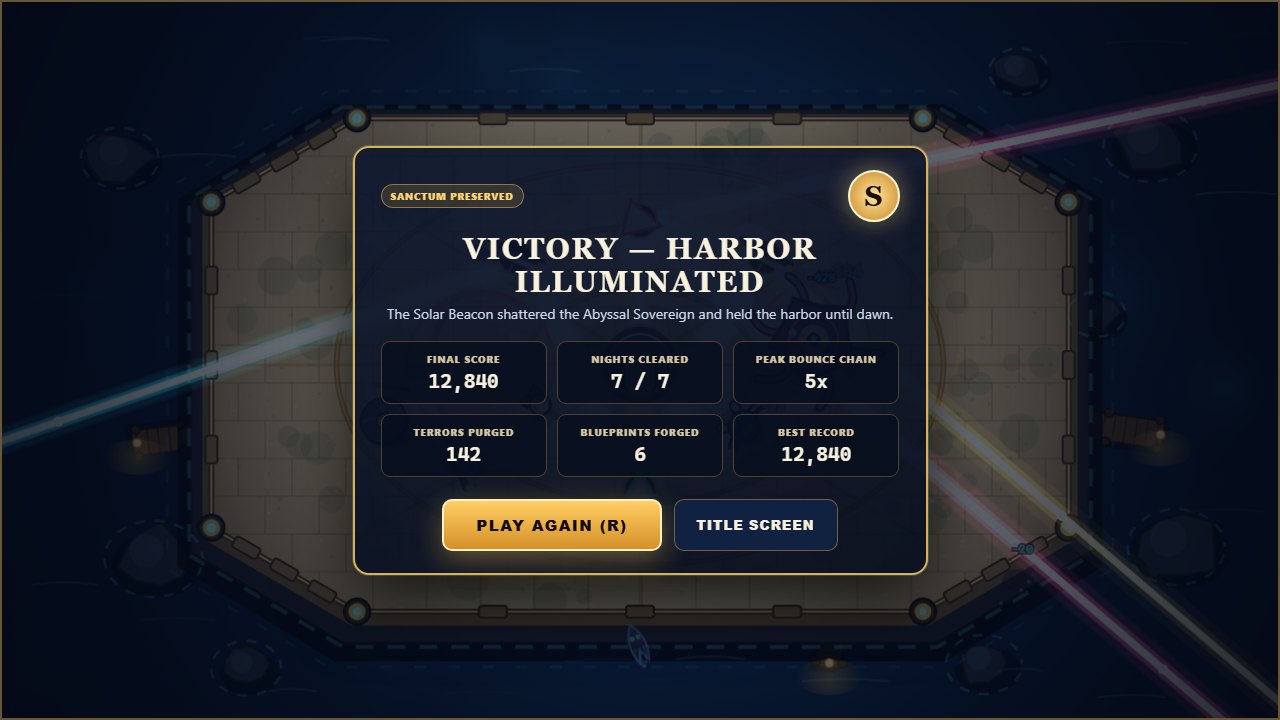 SANCTUM PRESERVED
S
VICTORY — HARBOR
ILLUMINATED
The Solar Beacon shattered the Abyssal Sovereign and held the harbor until dawn.
FINAL SCORE
12,840
NIGHTS CLEARED
7 / 7
PEAK BOUNCE CHAIN
5x
TERRORS PURGED
142
BLUEPRINTS FORGED
6
BEST RECORD
12,840
PLAY AGAIN (R)
TITLE SCREEN